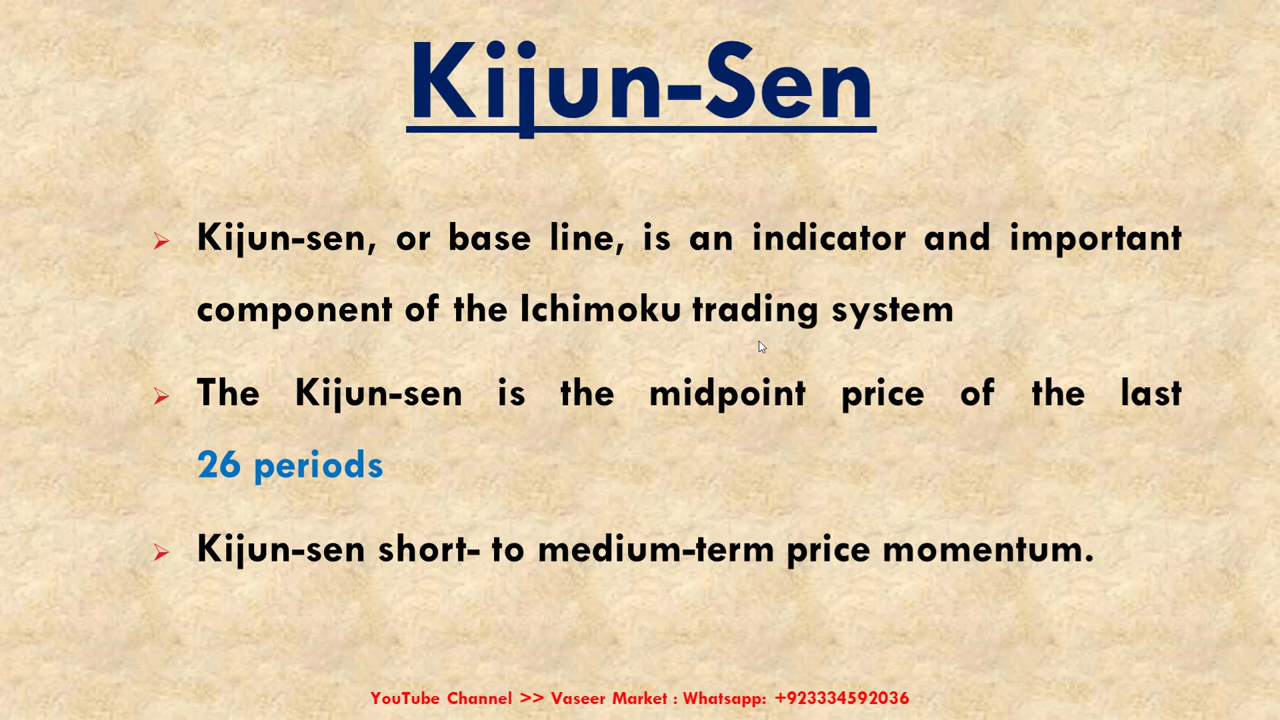 Kijun-Sen
Kijun-sen, or base line, is an indicator and important
component of the Ichimoku trading system
The Kijun-sen is the midpoint price of the last
26 periods
Kijun-sen short- to medium-term price momentum.
YouTube Channel >> Vaseer Market : Whatsapp: +923334592036